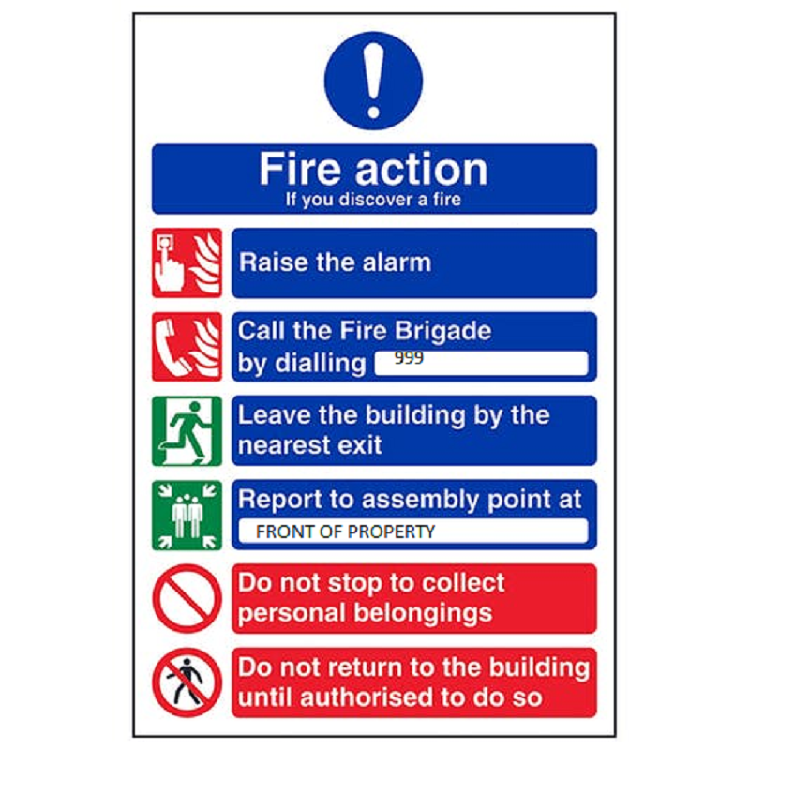 Fire action
If you discover a fire
Raise the alarm
Call the Fire Brigade
by dialling 999
Leave the building by the
nearest exit
Report to assembly point at
FRONT OF PROPERTY
Do not stop to collect
personal belongings
Do not return to the building
until authorised to do so